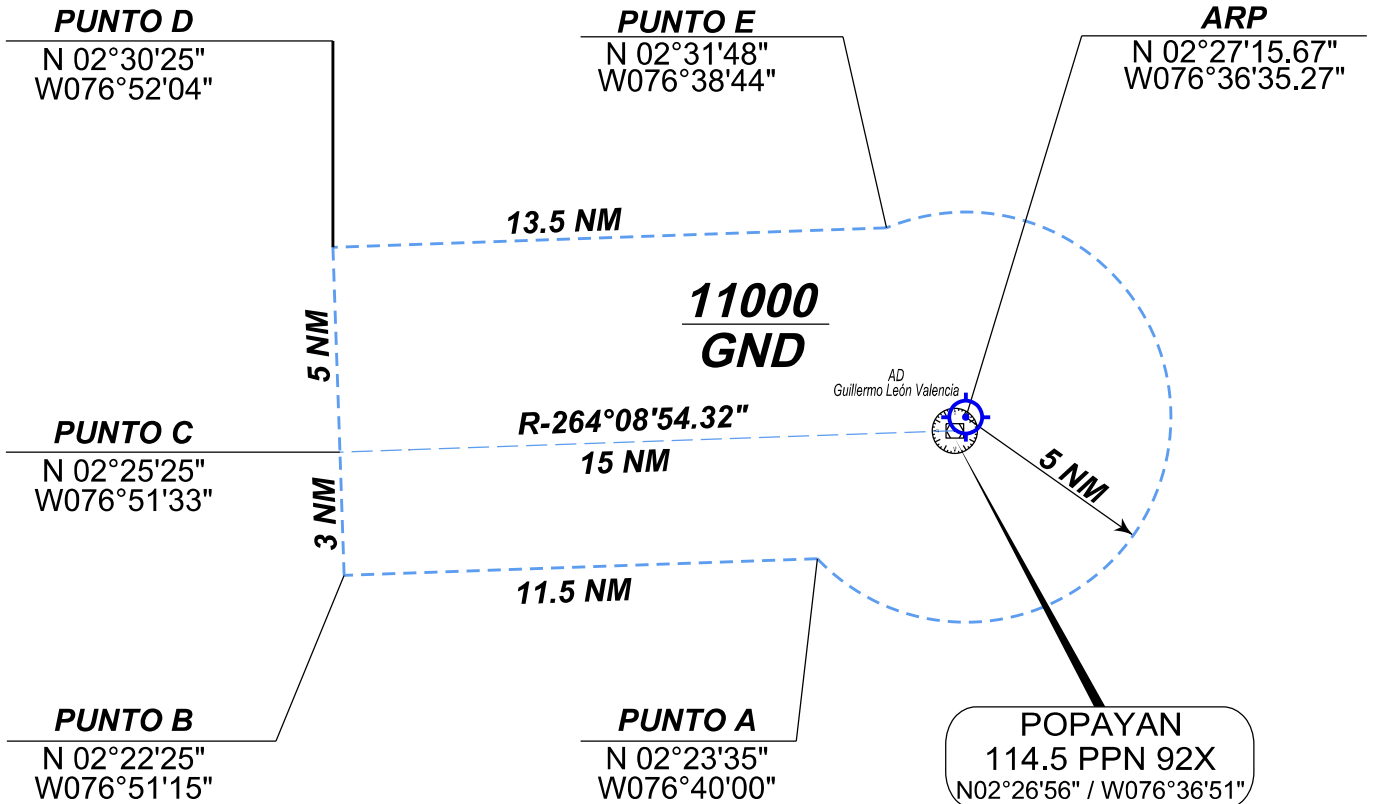 PUNTO D
N 02°30'25"
W076°52'04"
PUNTO E
N 02°31'48"
W076°38'44"
ARP
N 02°27'15.67"
W076°36'35.27"
13.5 NM
11000
GND
5 NM
AD
Guillermo León Valencia
R-264°08'54.32"
15 NM
PUNTO C
N 02°25'25"
W076°51'33"
5 NM
3 NM
11.5 NM
PUNTO B
N 02°22'25"
W076°51'15"
PUNTO A
N 02°23'35"
W076°40'00"
POPAYAN
114.5 PPN 92X
N02°26'56" / W076°36'51"